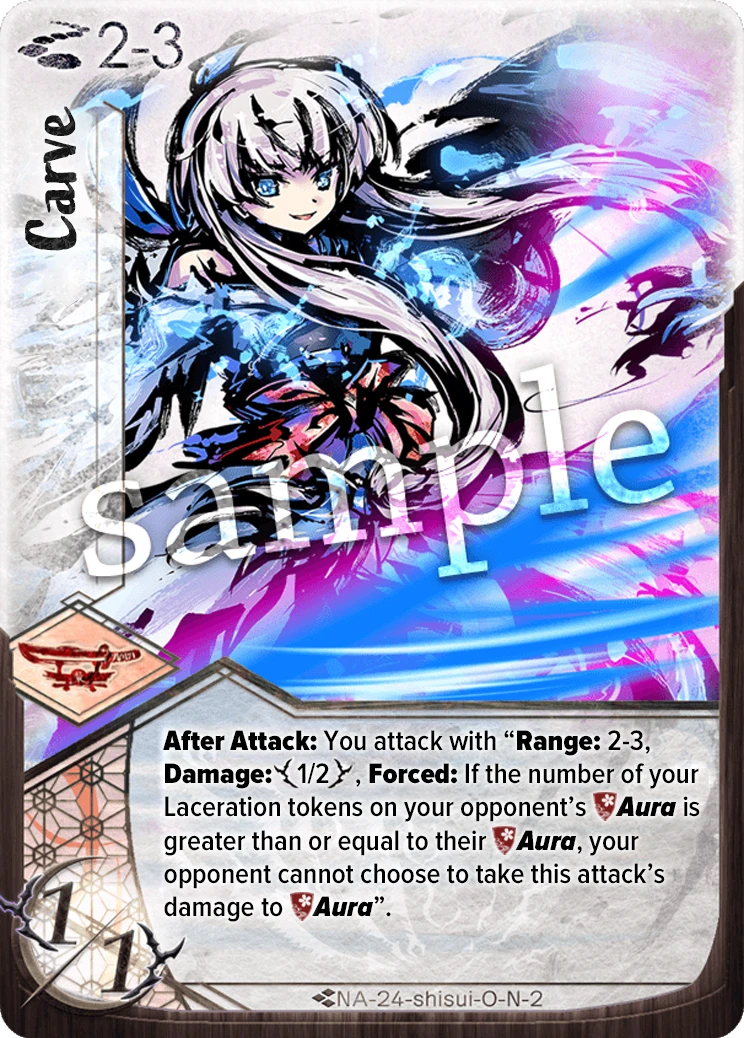 2-3
Carve
sample
After Attack: You attack with “Range: 2-3,
Damage: 1/2, Forced: If the number of your
Laceration tokens on your opponent’s Aura is
greater than or equal to their Aura, your
opponent cannot choose to take this attack’s
damage to Aura”.
1/1
NA-24-shisui-O-N-2